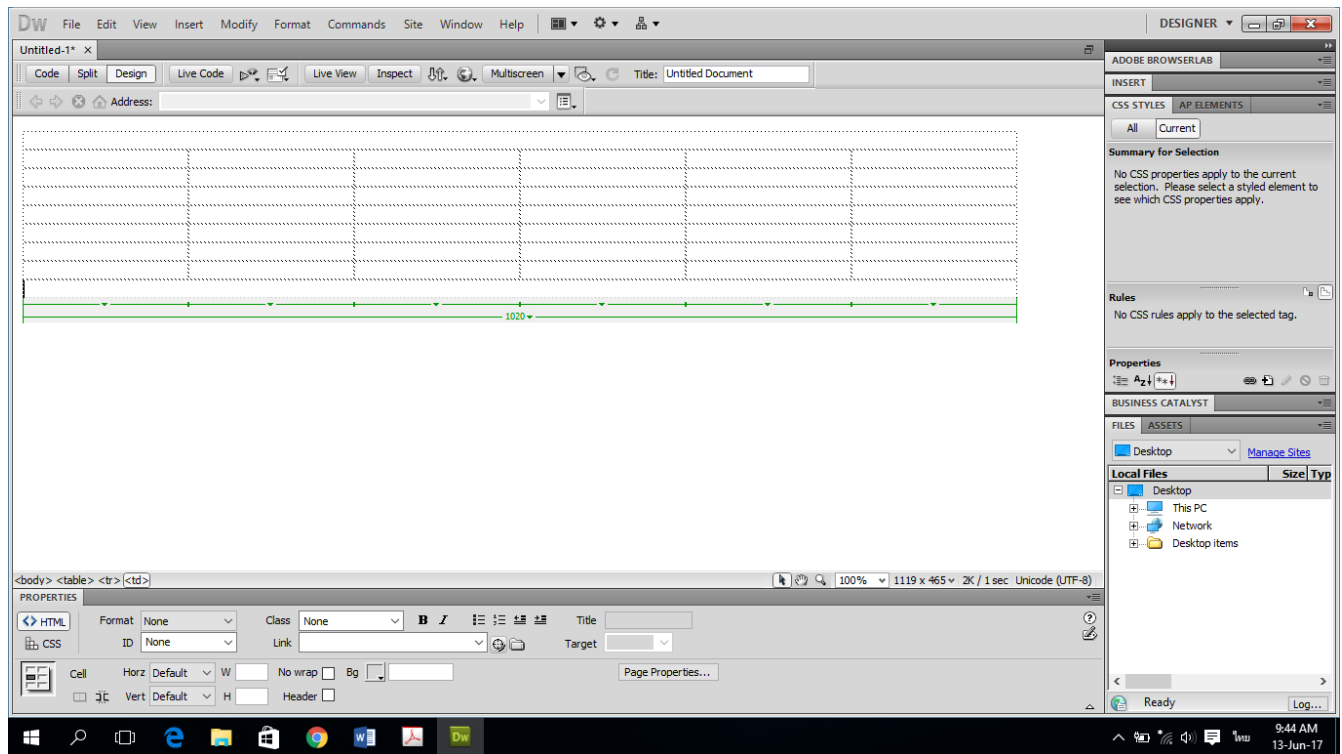 DW File Edit View Insert Modify Format Commands Site Window Help DESIGNER
Untitled-1*
Code Split Design Live Code Live View Inspect Multiscreen Title: Untitled Document
Address:
1020
<body> <table> <tr> <td> 100% 1119 x 465 2K / 1 sec Unicode (UTF-8)
PROPERTIES
<> HTML Format None Class None B I Title
CSS ID None Link Target
Cell Horz Default W No wrap Bg Page Properties...
Vert Default H Header
ADOBE BROWSERLAB
INSERT
CSS STYLES AP ELEMENTS
All Current
Summary for Selection
No CSS properties apply to the current
selection. Please select a styled element to
see which CSS properties apply.
Rules
No CSS rules apply to the selected tag.
Properties
AZ
BUSINESS CATALYST
FILES ASSETS
Desktop Manage Sites
Local Files Size Typ
Desktop
This PC
Network
Desktop items
Ready Log...
Dw ไทย 9:44 AM
13-Jun-17